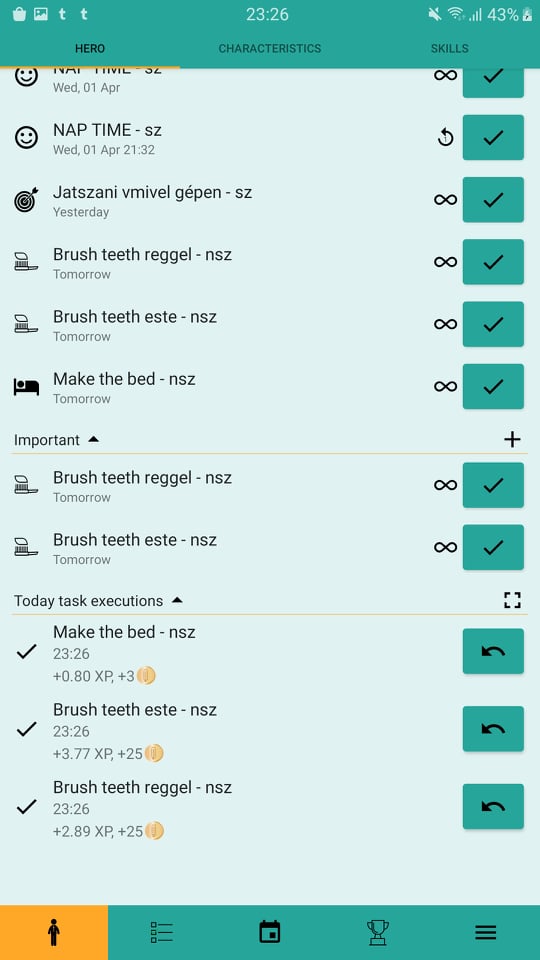 23:26
43%
HERO
CHARACTERISTICS
SKILLS
NAP TIME - sz
Wed, 01 Apr
NAP TIME - sz
Wed, 01 Apr 21:32
Jatszani vmivel gépen - sz
Yesterday
Brush teeth reggel - nsz
Tomorrow
Brush teeth este - nsz
Tomorrow
Make the bed - nsz
Tomorrow
Important
Brush teeth reggel - nsz
Tomorrow
Brush teeth este - nsz
Tomorrow
Today task executions
Make the bed - nsz
23:26
+0.80 XP, +3
Brush teeth este - nsz
23:26
+3.77 XP, +25
Brush teeth reggel - nsz
23:26
+2.89 XP, +25